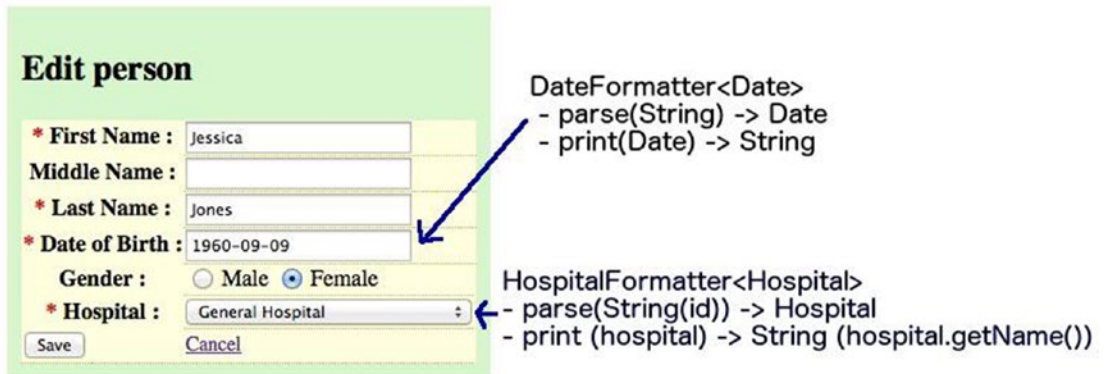 Edit person
* First Name : Jessica
Middle Name :
* Last Name : Jones
* Date of Birth : 1960-09-09
Gender : Male Female
* Hospital : General Hospital
Save Cancel
DateFormatter<Date>
- parse(String) -> Date
- print(Date) -> String
HospitalFormatter<Hospital>
- parse(String(id)) -> Hospital
- print (hospital) -> String (hospital.getName())